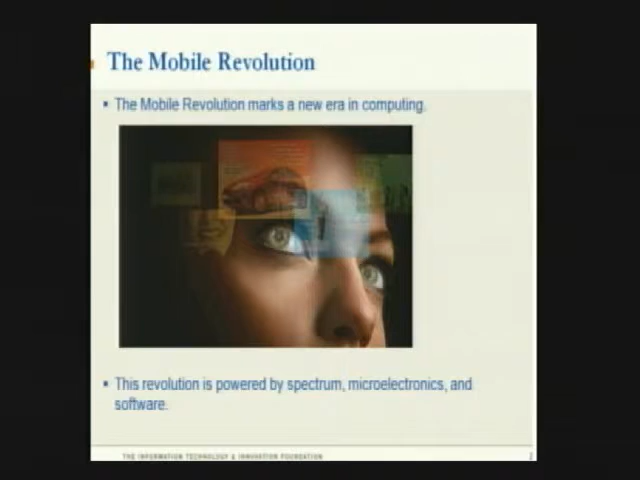 The Mobile Revolution
▪ The Mobile Revolution marks a new era in computing.
▪ This revolution is powered by spectrum, microelectronics, and
software.
THE INFORMATION TECHNOLOGY & INNOVATION FOUNDATION